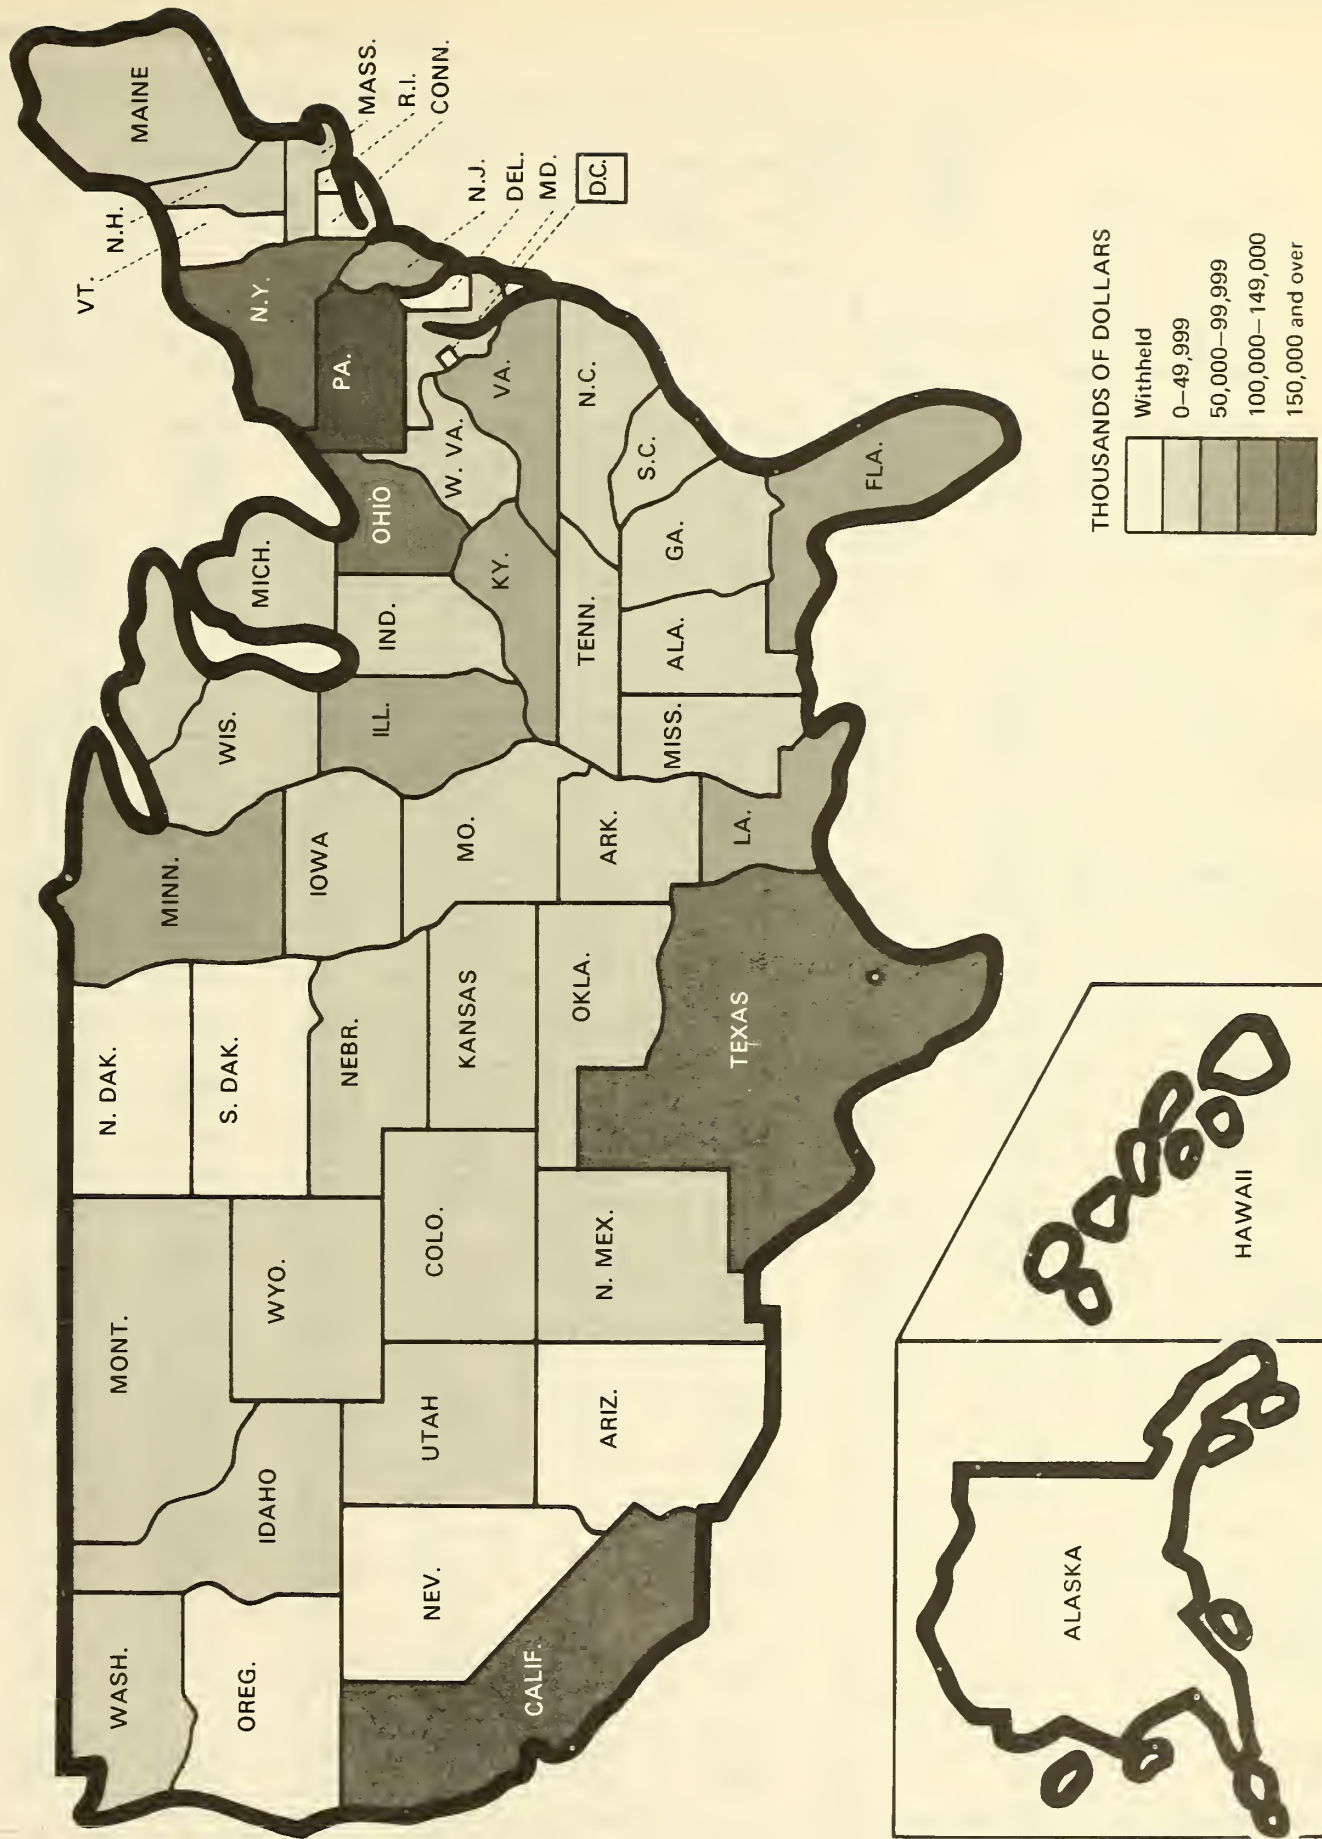 WASH.
MONT.
N. DAK.
MINN.
OREG.
IDAHO
WYO.
S. DAK.
WIS.
MICH.
NEV.
UTAH
COLO.
NEBR.
IOWA
ILL.
IND.
OHIO
KANSAS
MO.
KY.
W. VA.
VA.
PA.
N.Y.
VT.
N.H.
MAINE
MASS.
R.I.
CONN.
N.J.
DEL.
MD.
D.C.
CALIF.
ARIZ.
N. MEX.
OKLA.
ARK.
TENN.
N.C.
S.C.
TEXAS
LA.
MISS.
ALA.
GA.
FLA.
ALASKA
HAWAII
THOUSANDS OF DOLLARS
Withheld
0–49,999
50,000–99,999
100,000–149,000
150,000 and over